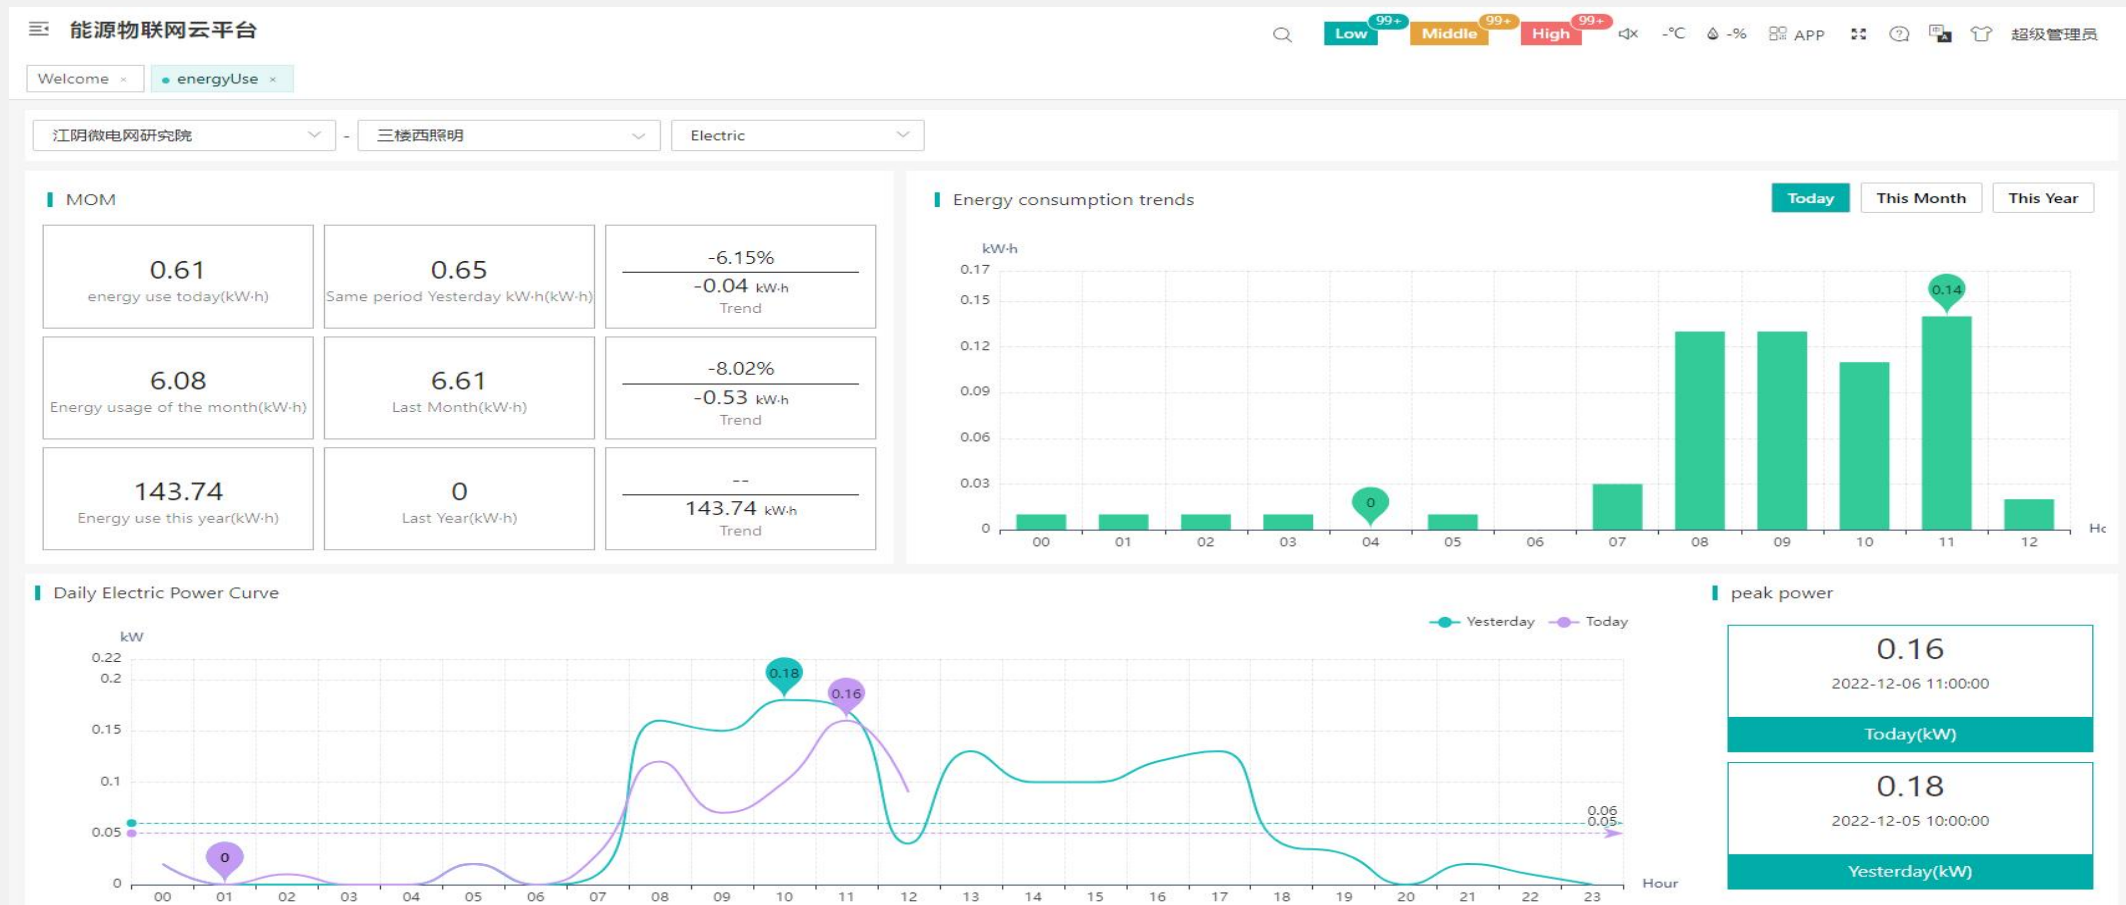 能源物联网云平台
Low 99+ Middle 99+ High 99+ -℃ -% APP 超级管理员
Welcome × energyUse ×
江阴微电网研究院 - 三楼西照明 Electric
MOM
0.61
energy use today(kW·h)
0.65
Same period Yesterday kW·h(kW·h)
-6.15%
-0.04 kW·h
Trend
6.08
Energy usage of the month(kW·h)
6.61
Last Month(kW·h)
-8.02%
-0.53 kW·h
Trend
143.74
Energy use this year(kW·h)
0
Last Year(kW·h)
--
143.74 kW·h
Trend
Energy consumption trends
Today This Month This Year
kW·h
0.17
0.15
0.12
0.09
0.06
0.03
0
0.14
0
00 01 02 03 04 05 06 07 08 09 10 11 12
Daily Electric Power Curve
Yesterday Today
kW
0.22
0.2
0.15
0.1
0.05
0
0.18
0.16
0
0.06
0.05
00 01 02 03 04 05 06 07 08 09 10 11 12 13 14 15 16 17 18 19 20 21 22 23
Hour
peak power
0.16
2022-12-06 11:00:00
Today(kW)
0.18
2022-12-05 10:00:00
Yesterday(kW)